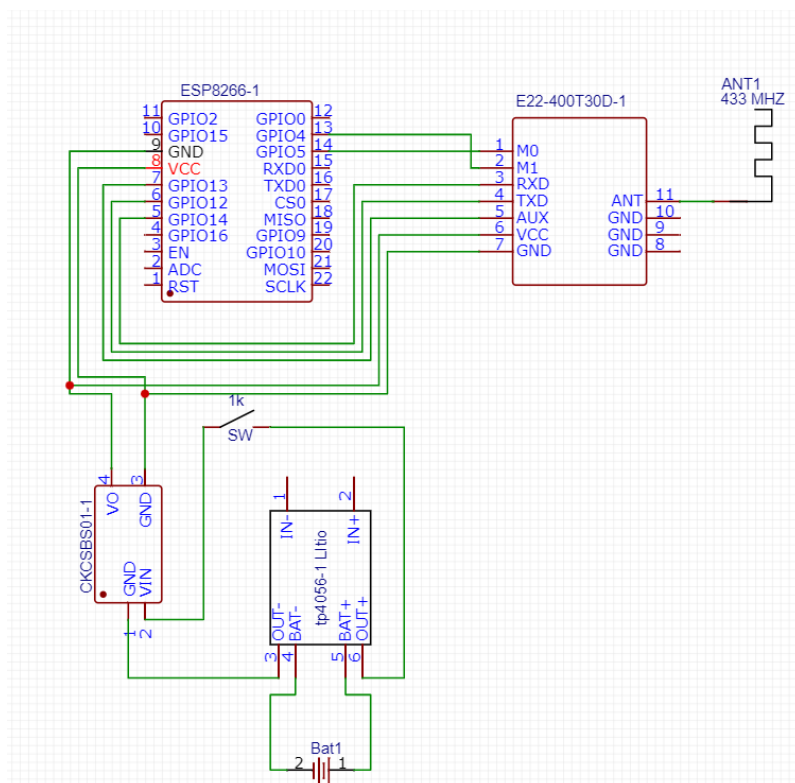 ESP8266-1
11 GPIO2 GPIO0 12
10 GPIO15 GPIO4 13
9 GND GPIO5 14
8 VCC RXD0 15
7 GPIO13 TXD0 16
6 GPIO12 CS0 17
5 GPIO14 MISO 18
4 GPIO16 GPIO9 19
3 EN GPIO10 20
2 ADC MOSI 21
1 RST SCLK 22
E22-400T30D-1
1 M0
2 M1
3 RXD
4 TXD ANT 11
5 AUX GND 10
6 VCC GND 9
7 GND GND 8
ANT1
433 MHZ
1k
SW
CKCSBS01-1
4 VO
3 GND
GND 1
VIN 2
tp4056-1 LItio
1 IN-
2 IN+
OUT- 3
BAT- 4
BAT+ 5
OUT+ 6
Bat1
2 1